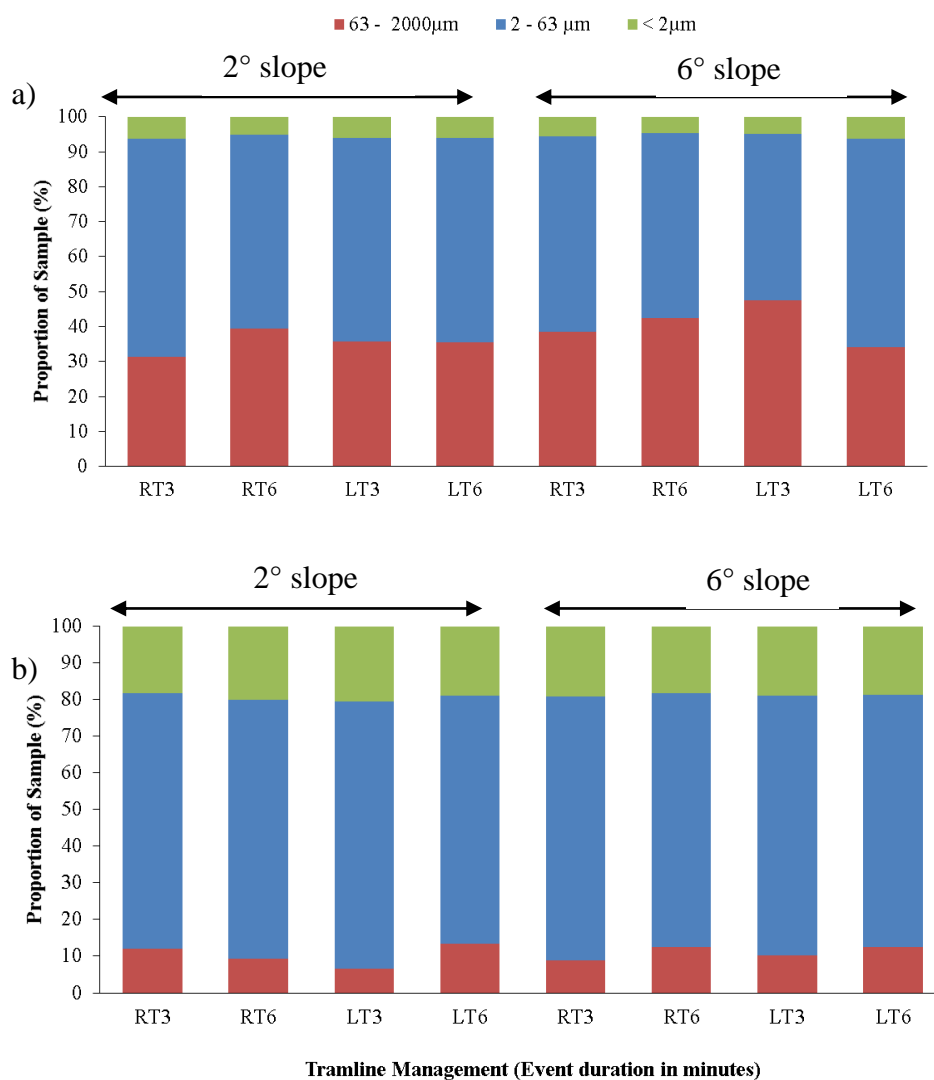 63 - 2000µm 2 - 63 µm < 2µm
2° slope 6° slope
a)
Proportion of Sample (%)
100
90
80
70
60
50
40
30
20
10
0
RT3 RT6 LT3 LT6 RT3 RT6 LT3 LT6
2° slope 6° slope
b)
Proportion of Sample (%)
100
90
80
70
60
50
40
30
20
10
0
RT3 RT6 LT3 LT6 RT3 RT6 LT3 LT6
Tramline Management (Event duration in minutes)